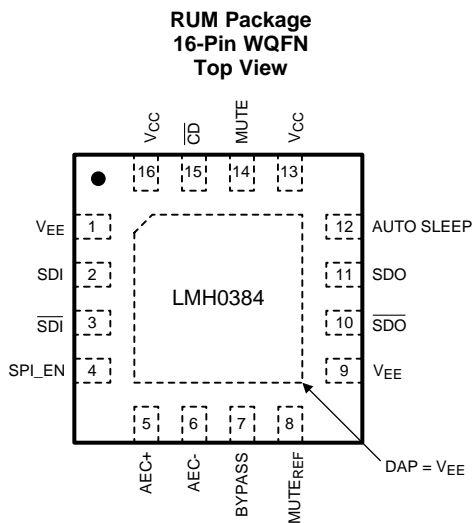 RUM Package
16-Pin WQFN
Top View
VCC
CD
MUTE
VCC
16
15
14
13
VEE 1
12 AUTO SLEEP
SDI 2
11 SDO
LMH0384
SDI 3
10 SDO
SPI_EN 4
9 VEE
5
6
7
8
AEC+
AEC-
BYPASS
MUTEREF
DAP = VEE